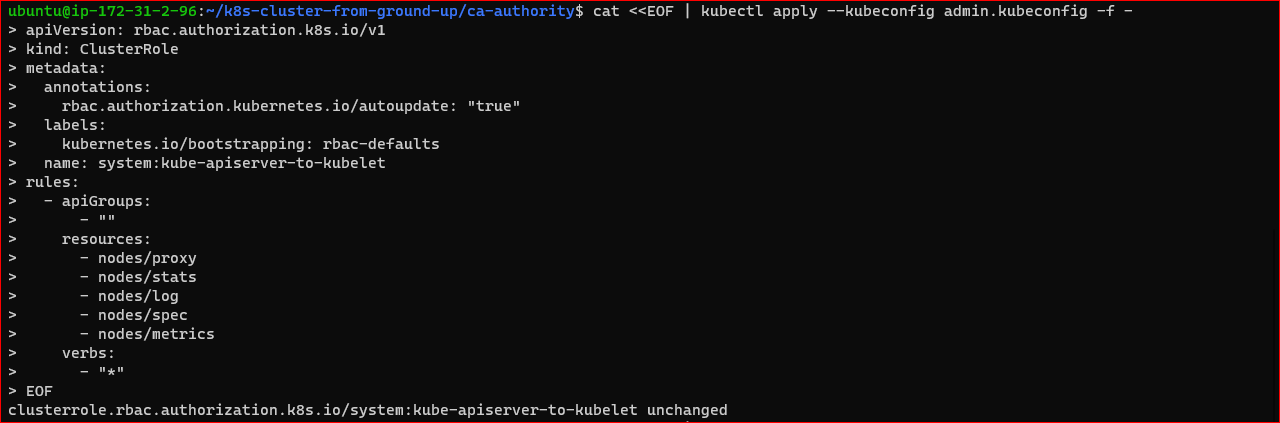 ubuntu@ip-172-31-2-96:~/k8s-cluster-from-ground-up/ca-authority$ cat <<EOF | kubectl apply --kubeconfig admin.kubeconfig -f -
> apiVersion: rbac.authorization.k8s.io/v1
> kind: ClusterRole
> metadata:
>   annotations:
>     rbac.authorization.kubernetes.io/autoupdate: "true"
>   labels:
>     kubernetes.io/bootstrapping: rbac-defaults
>   name: system:kube-apiserver-to-kubelet
> rules:
>   - apiGroups:
>       - ""
>     resources:
>       - nodes/proxy
>       - nodes/stats
>       - nodes/log
>       - nodes/spec
>       - nodes/metrics
>     verbs:
>       - "*"
> EOF
clusterrole.rbac.authorization.k8s.io/system:kube-apiserver-to-kubelet unchanged